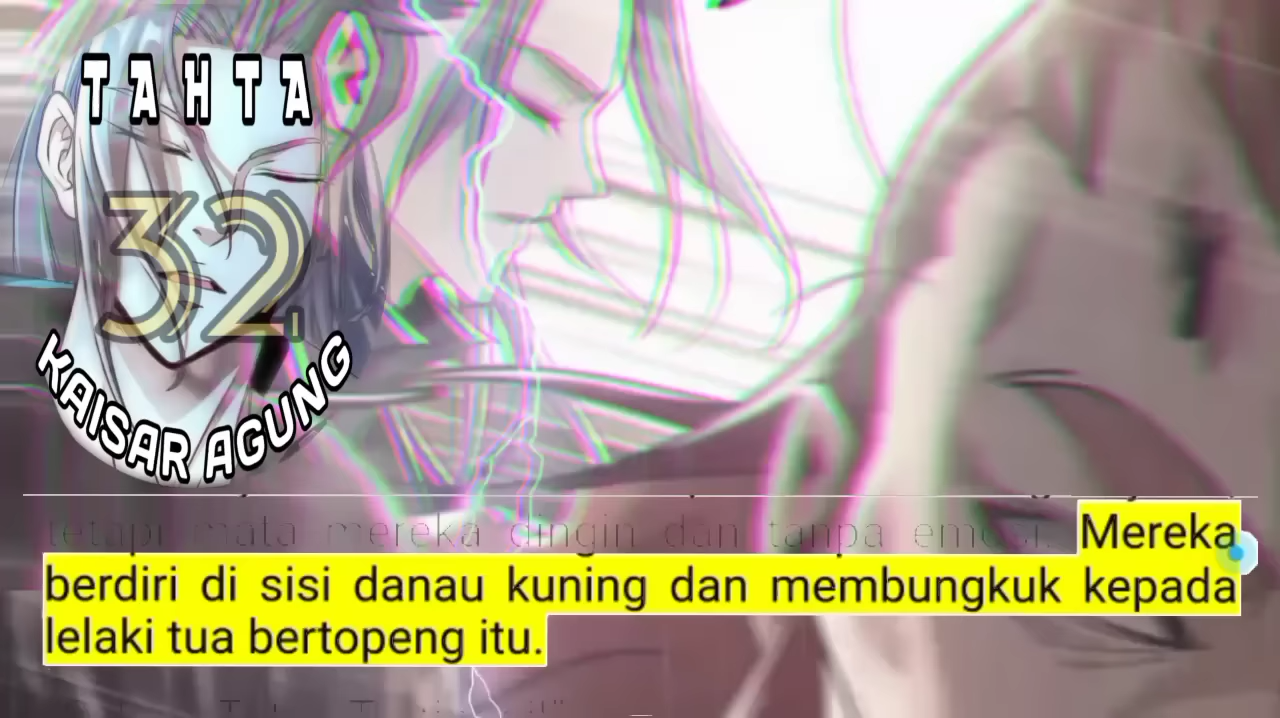 TAHTA
32.
KAISAR AGUNG
tetapi mata mereka dingin dan tanpa emosi. Mereka
berdiri di sisi danau kuning dan membungkuk kepada
lelaki tua bertopeng itu.